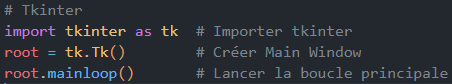 # Tkinter
import tkinter as tk  # Importer tkinter
root = tk.Tk()        # Créer Main Window
root.mainloop()       # Lancer la boucle principale